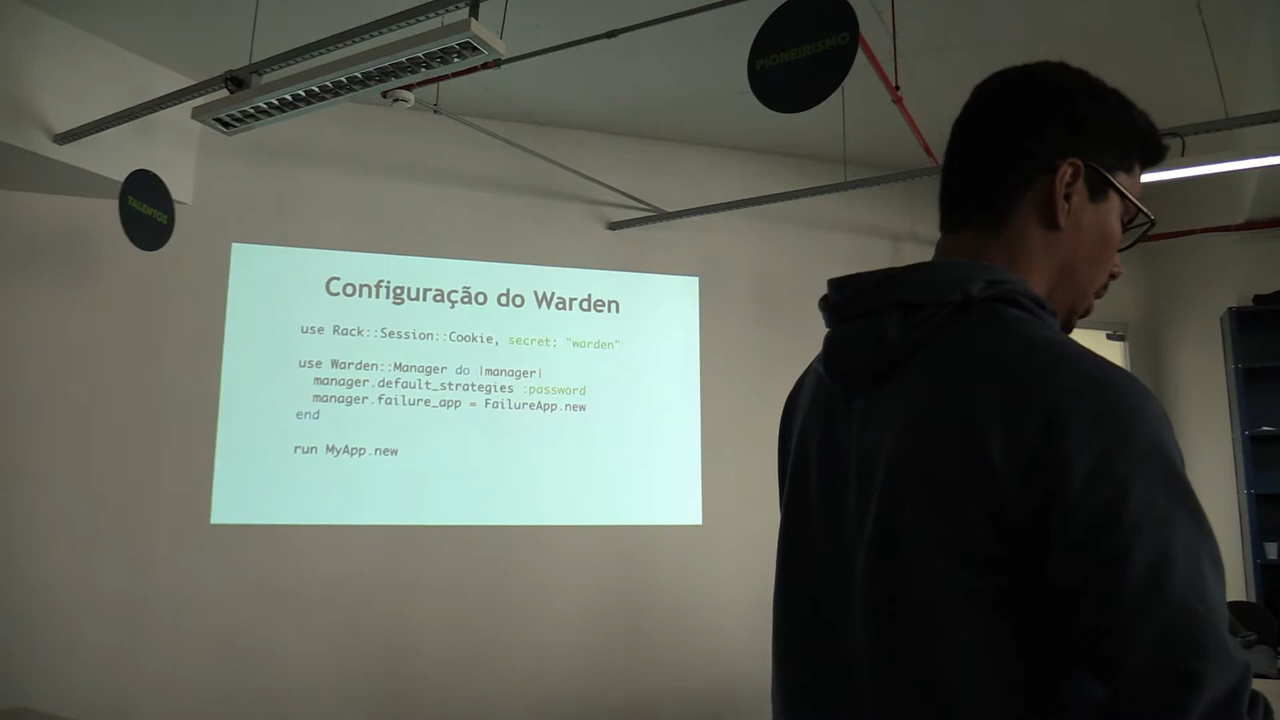 PIONEIRISMO
TALENTOS
Configuração do Warden
use Rack::Session::Cookie, secret: "warden"
use Warden::Manager do |manager|
manager.default_strategies :password
manager.failure_app = FailureApp.new
end
run MyApp.new